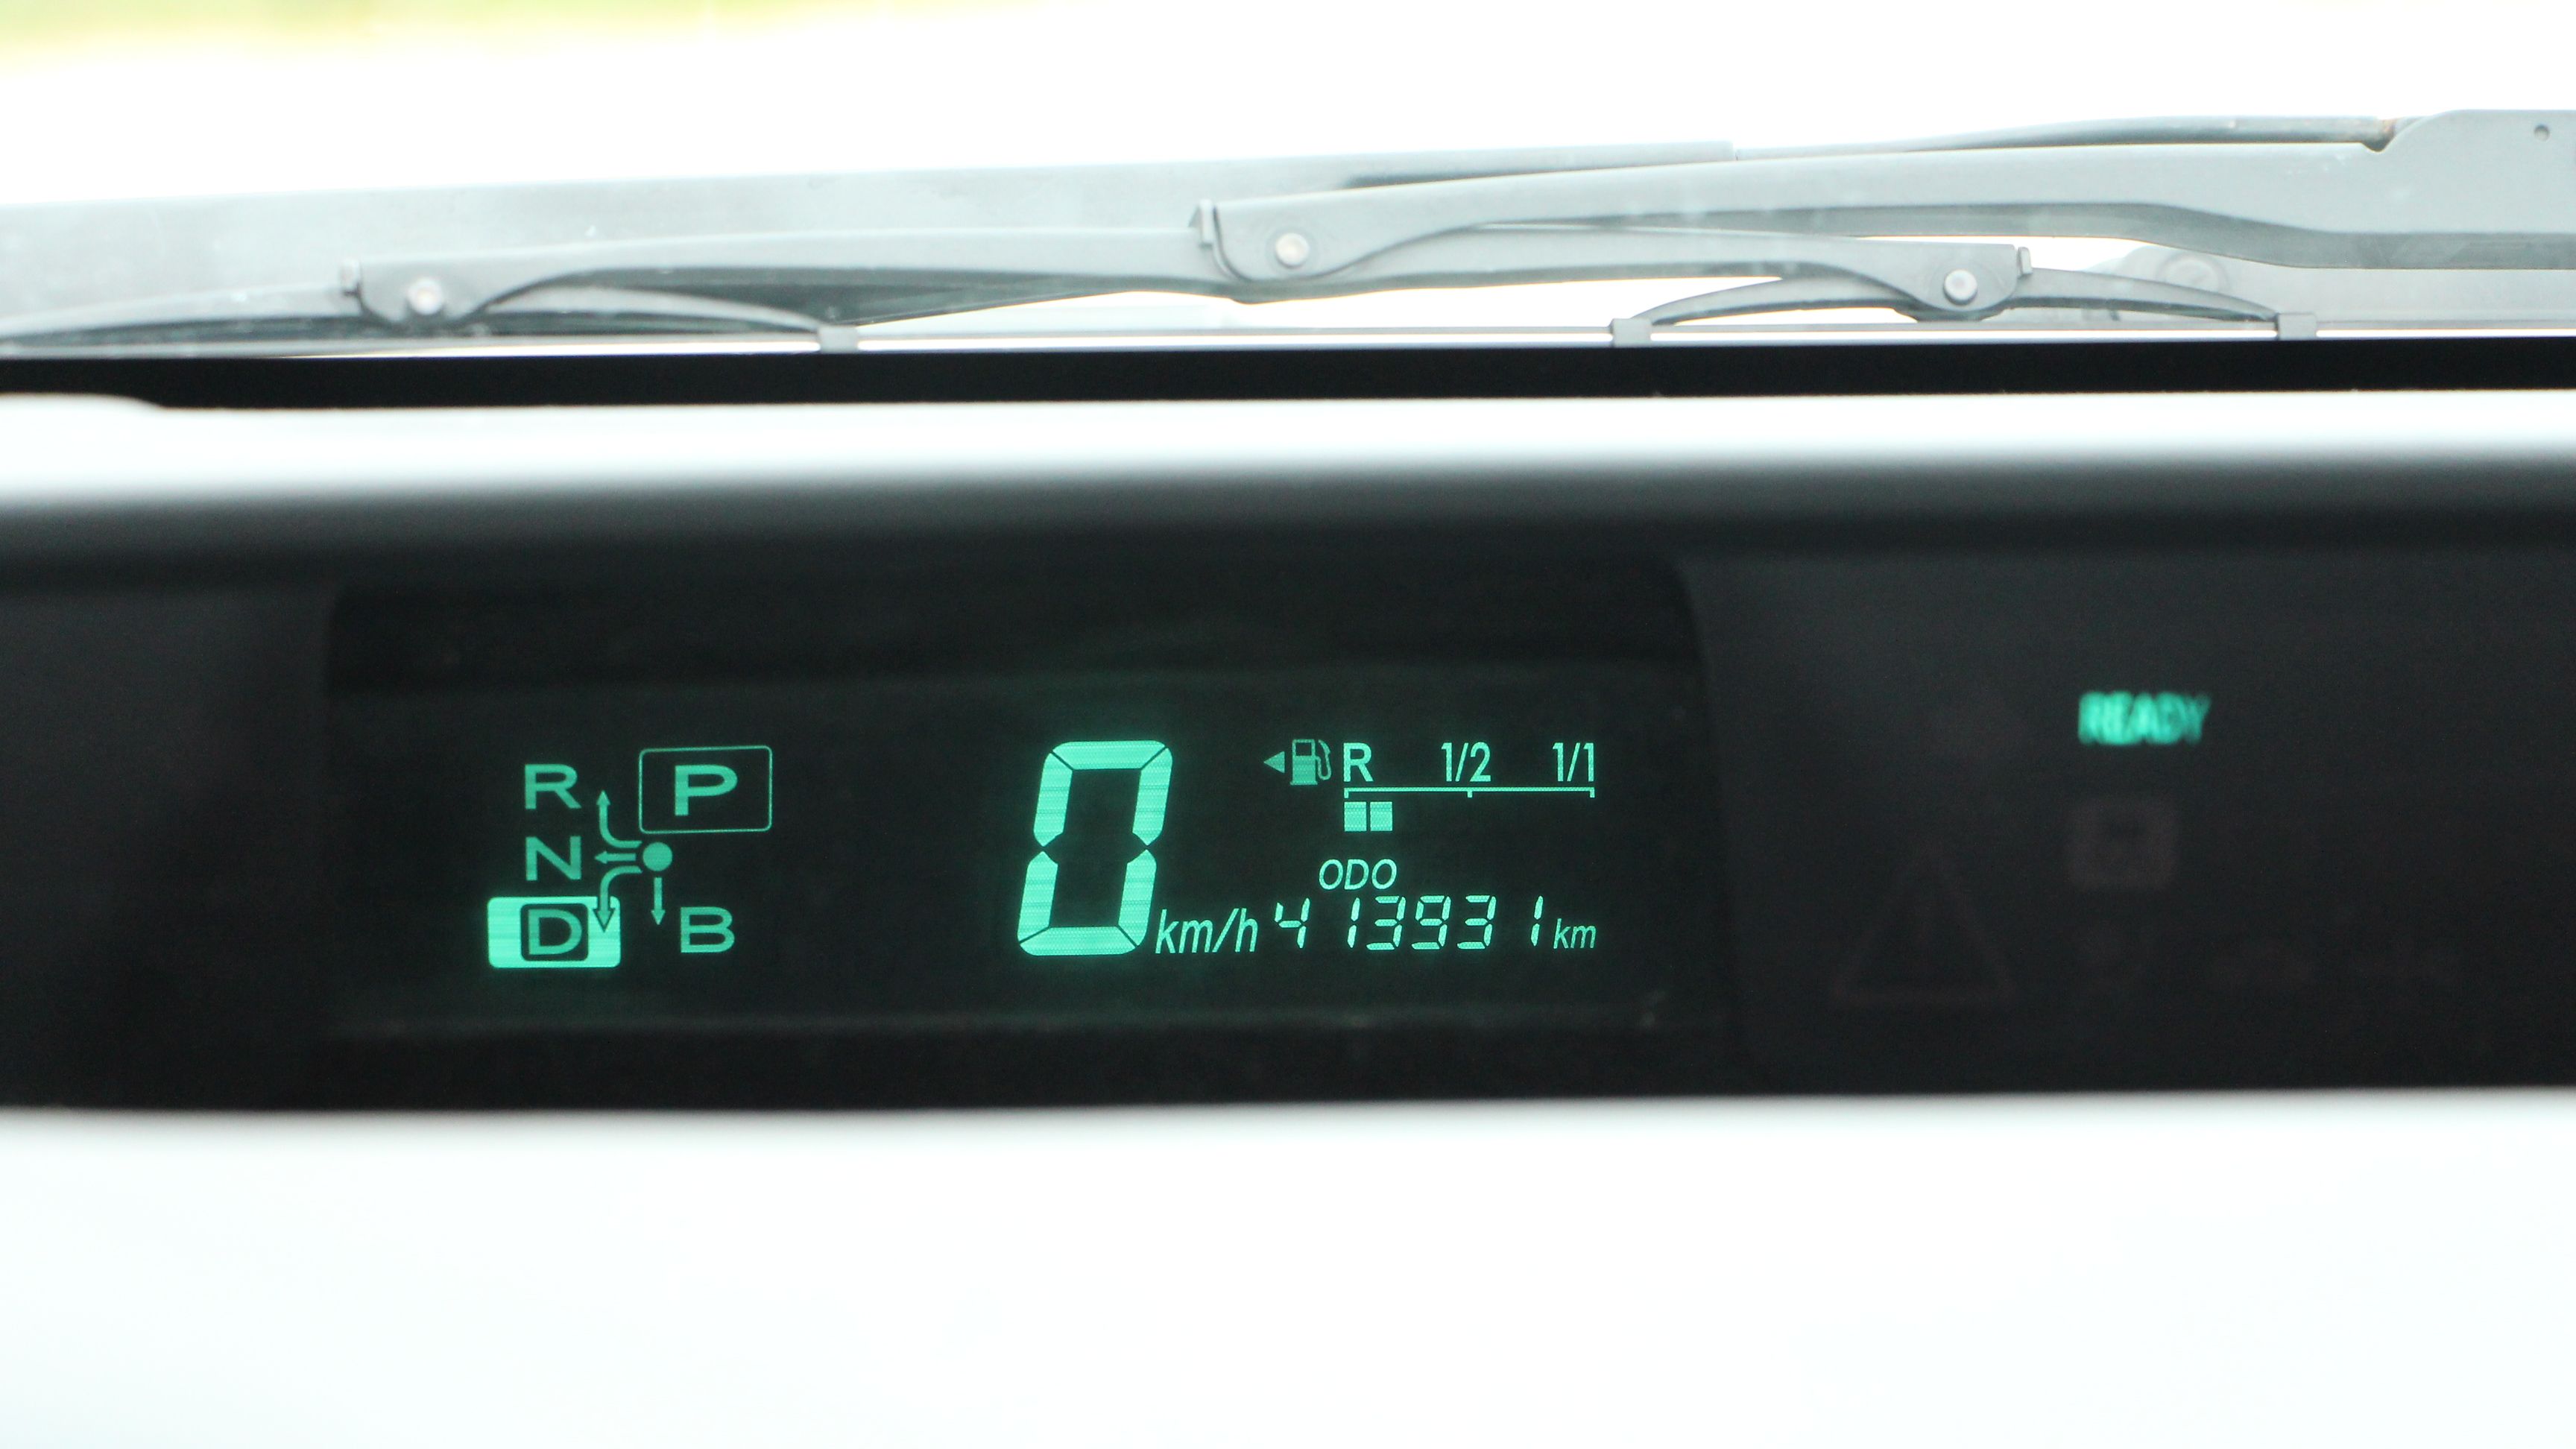 R P
N
D B
0 km/h
R 1/2 1/1
ODO
413931 km
READY